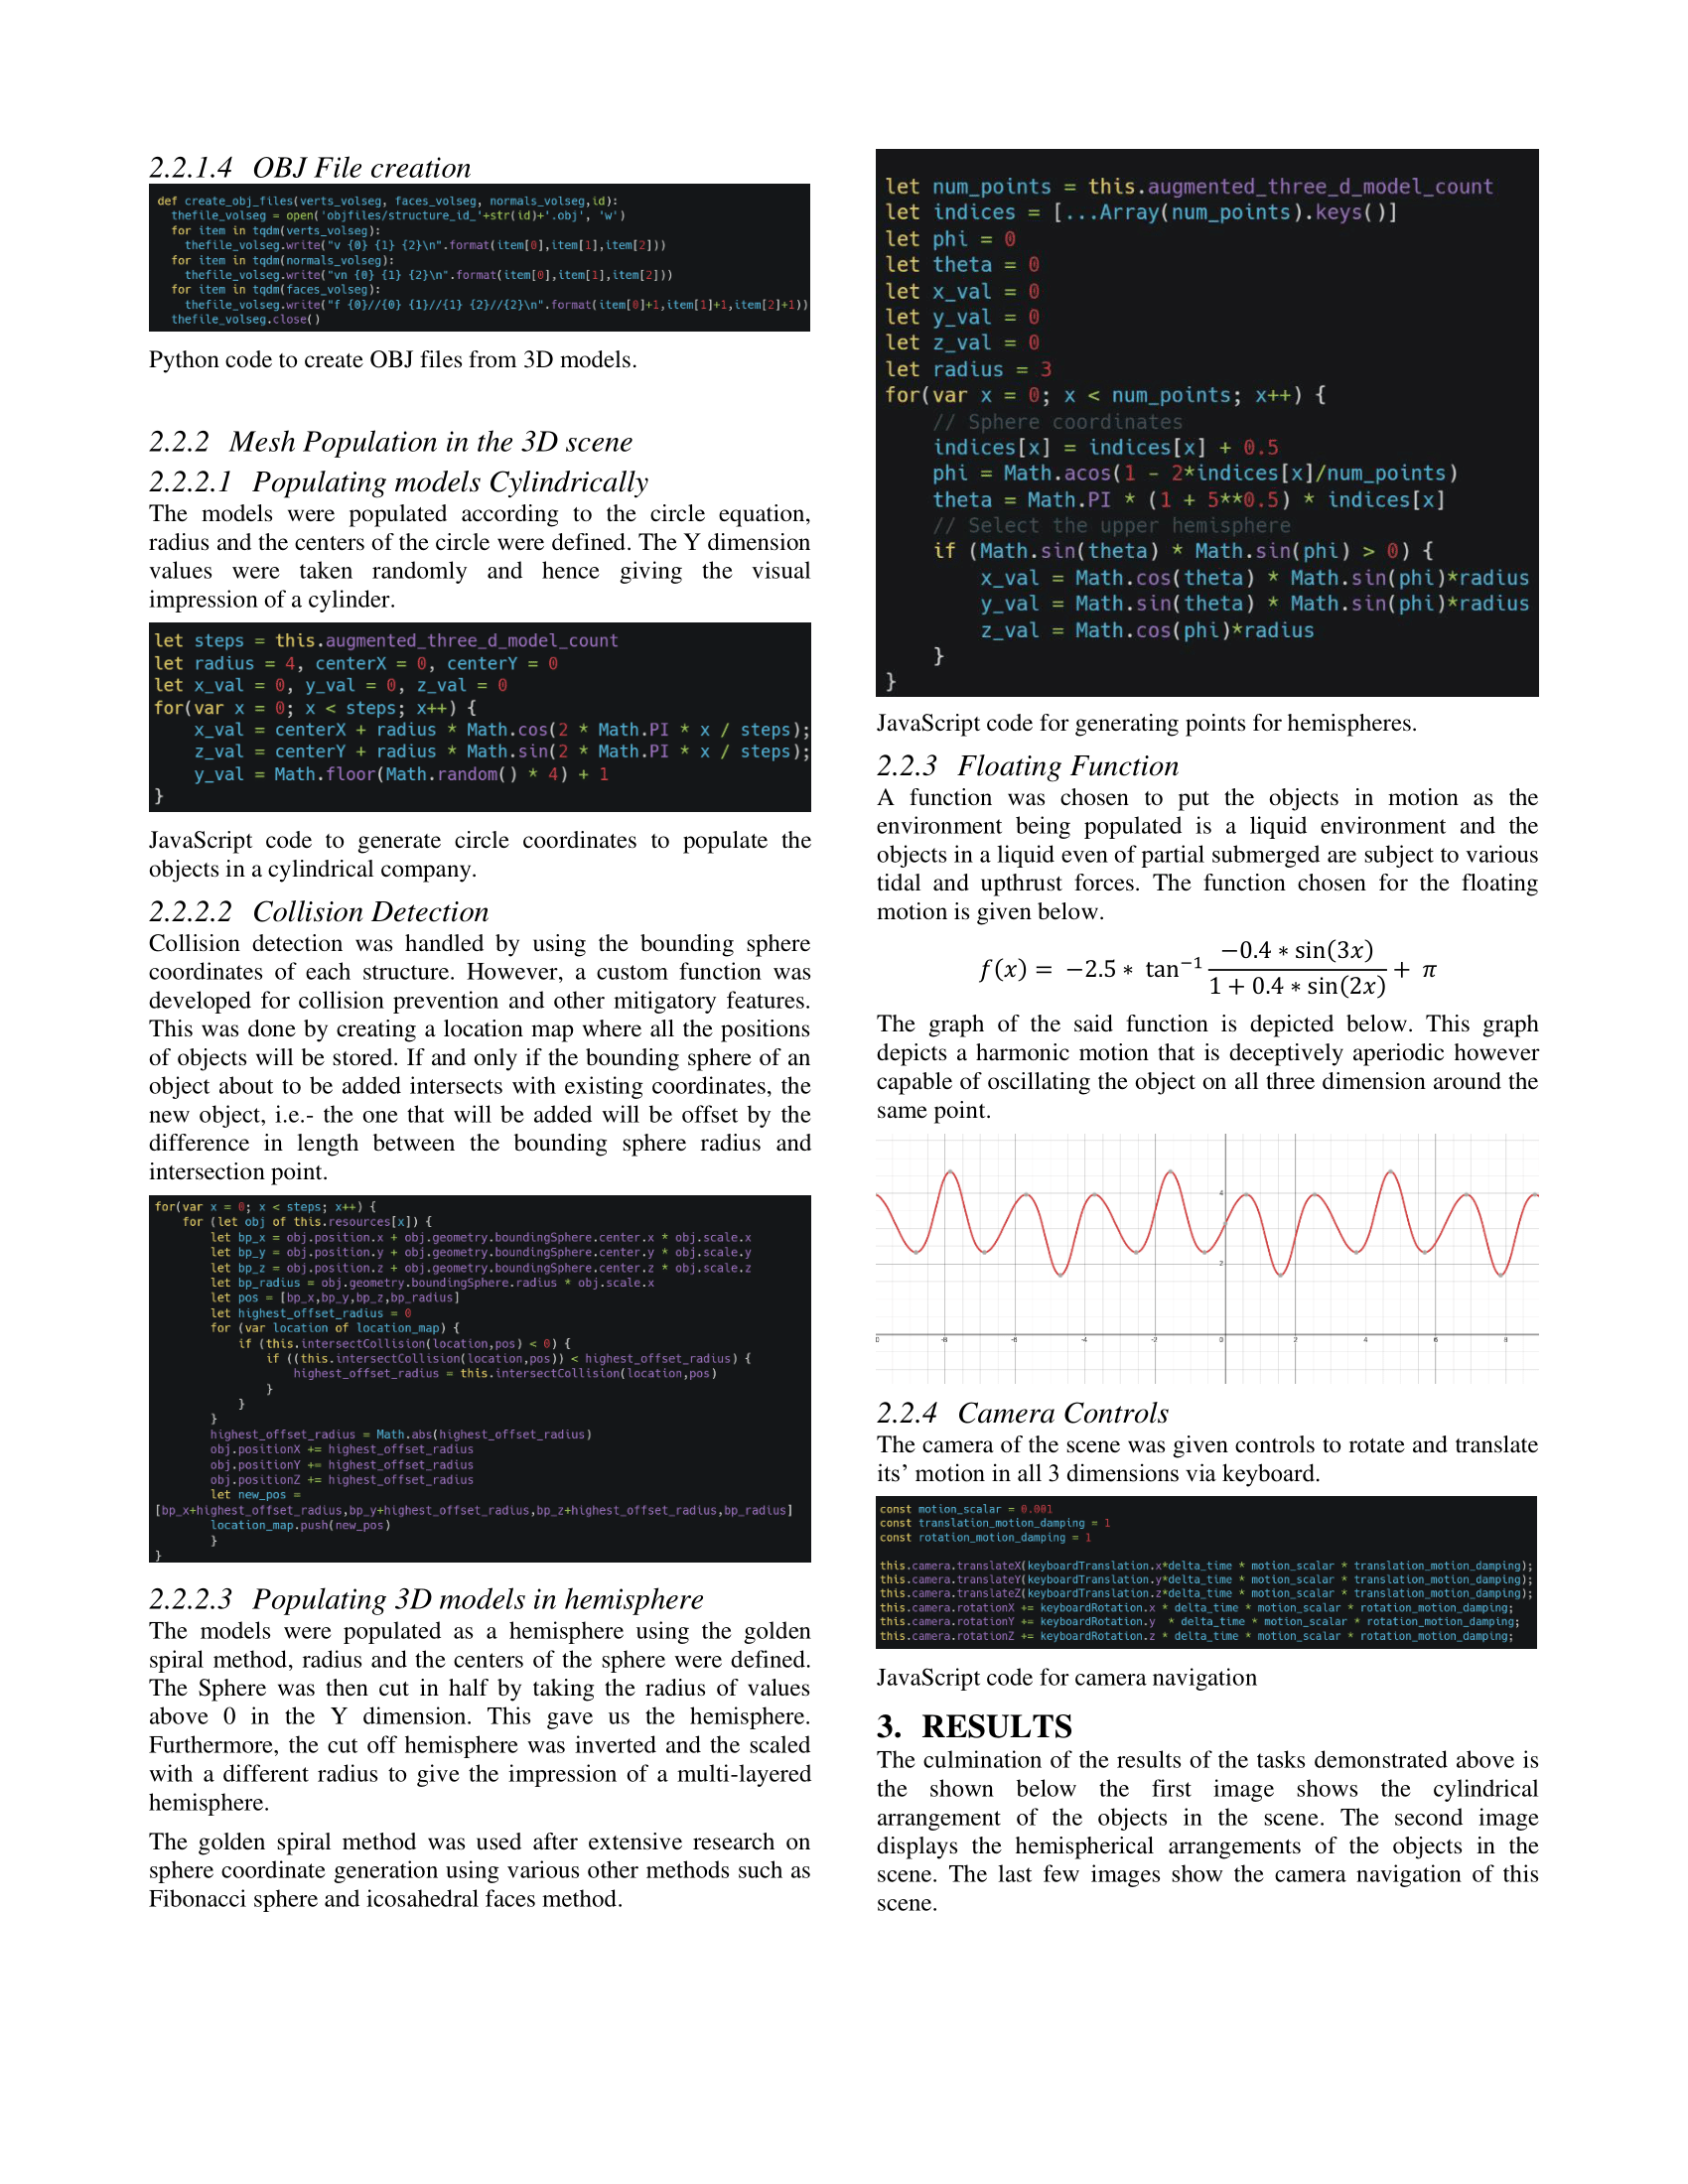 2.2.1.4 OBJ File creation
def create_obj_files(verts_volseg, faces_volseg, normals_volseg,id):
  thefile_volseg = open('objfiles/structure_id_'+str(id)+'.obj', 'w')
  for item in tqdm(verts_volseg):
    thefile_volseg.write("v {0} {1} {2}\n".format(item[0],item[1],item[2]))
  for item in tqdm(normals_volseg):
    thefile_volseg.write("vn {0} {1} {2}\n".format(item[0],item[1],item[2]))
  for item in tqdm(faces_volseg):
    thefile_volseg.write("f {0}//{0} {1}//{1} {2}//{2}\n".format(item[0]+1,item[1]+1,item[2]+1))
  thefile_volseg.close()
Python code to create OBJ files from 3D models.
2.2.2 Mesh Population in the 3D scene
2.2.2.1 Populating models Cylindrically
The models were populated according to the circle equation,
radius and the centers of the circle were defined. The Y dimension
values were taken randomly and hence giving the visual
impression of a cylinder.
let steps = this.augmented_three_d_model_count
let radius = 4, centerX = 0, centerY = 0
let x_val = 0, y_val = 0, z_val = 0
for(var x = 0; x < steps; x++) {
    x_val = centerX + radius * Math.cos(2 * Math.PI * x / steps);
    z_val = centerY + radius * Math.sin(2 * Math.PI * x / steps);
    y_val = Math.floor(Math.random() * 4) + 1
}
JavaScript code to generate circle coordinates to populate the
objects in a cylindrical company.
2.2.2.2 Collision Detection
Collision detection was handled by using the bounding sphere
coordinates of each structure. However, a custom function was
developed for collision prevention and other mitigatory features.
This was done by creating a location map where all the positions
of objects will be stored. If and only if the bounding sphere of an
object about to be added intersects with existing coordinates, the
new object, i.e.- the one that will be added will be offset by the
difference in length between the bounding sphere radius and
intersection point.
for(var x = 0; x < steps; x++) {
    for (let obj of this.resources[x]) {
        let bp_x = obj.position.x + obj.geometry.boundingSphere.center.x * obj.scale.x
        let bp_y = obj.position.y + obj.geometry.boundingSphere.center.y * obj.scale.y
        let bp_z = obj.position.z + obj.geometry.boundingSphere.center.z * obj.scale.z
        let bp_radius = obj.geometry.boundingSphere.radius * obj.scale.x
        let pos = [bp_x,bp_y,bp_z,bp_radius]
        let highest_offset_radius = 0
        for (var location of location_map) {
            if (this.intersectCollision(location,pos) < 0) {
                if ((this.intersectCollision(location,pos)) < highest_offset_radius) {
                    highest_offset_radius = this.intersectCollision(location,pos)
                }
            }
        }
        highest_offset_radius = Math.abs(highest_offset_radius)
        obj.positionX += highest_offset_radius
        obj.positionY += highest_offset_radius
        obj.positionZ += highest_offset_radius
        let new_pos =
[bp_x+highest_offset_radius,bp_y+highest_offset_radius,bp_z+highest_offset_radius,bp_radius]
        location_map.push(new_pos)
        }
}
2.2.2.3 Populating 3D models in hemisphere
The models were populated as a hemisphere using the golden
spiral method, radius and the centers of the sphere were defined.
The Sphere was then cut in half by taking the radius of values
above 0 in the Y dimension. This gave us the hemisphere.
Furthermore, the cut off hemisphere was inverted and the scaled
with a different radius to give the impression of a multi-layered
hemisphere.
The golden spiral method was used after extensive research on
sphere coordinate generation using various other methods such as
Fibonacci sphere and icosahedral faces method.
let num_points = this.augmented_three_d_model_count
let indices = [...Array(num_points).keys()]
let phi = 0
let theta = 0
let x_val = 0
let y_val = 0
let z_val = 0
let radius = 3
for(var x = 0; x < num_points; x++) {
    // Sphere coordinates
    indices[x] = indices[x] + 0.5
    phi = Math.acos(1 - 2*indices[x]/num_points)
    theta = Math.PI * (1 + 5**0.5) * indices[x]
    // Select the upper hemisphere
    if (Math.sin(theta) * Math.sin(phi) > 0) {
        x_val = Math.cos(theta) * Math.sin(phi)*radius
        y_val = Math.sin(theta) * Math.sin(phi)*radius
        z_val = Math.cos(phi)*radius
    }
}
JavaScript code for generating points for hemispheres.
2.2.3 Floating Function
A function was chosen to put the objects in motion as the
environment being populated is a liquid environment and the
objects in a liquid even of partial submerged are subject to various
tidal and upthrust forces. The function chosen for the floating
motion is given below.
f(x) = −2.5 * tan⁻¹ (−0.4 * sin(3x)) / (1 + 0.4 * sin(2x)) + π
The graph of the said function is depicted below. This graph
depicts a harmonic motion that is deceptively aperiodic however
capable of oscillating the object on all three dimension around the
same point.
4
2
0 -8 -6 -4 -2 0 2 4 6 8
2.2.4 Camera Controls
The camera of the scene was given controls to rotate and translate
its’ motion in all 3 dimensions via keyboard.
const motion_scalar = 0.001
const translation_motion_damping = 1
const rotation_motion_damping = 1
this.camera.translateX(keyboardTranslation.x*delta_time * motion_scalar * translation_motion_damping);
this.camera.translateY(keyboardTranslation.y*delta_time * motion_scalar * translation_motion_damping);
this.camera.translateZ(keyboardTranslation.z*delta_time * motion_scalar * translation_motion_damping);
this.camera.rotationX += keyboardRotation.x * delta_time * motion_scalar * rotation_motion_damping;
this.camera.rotationY += keyboardRotation.y  * delta_time * motion_scalar * rotation_motion_damping;
this.camera.rotationZ += keyboardRotation.z * delta_time * motion_scalar * rotation_motion_damping;
JavaScript code for camera navigation
3. RESULTS
The culmination of the results of the tasks demonstrated above is
the shown below the first image shows the cylindrical
arrangement of the objects in the scene. The second image
displays the hemispherical arrangements of the objects in the
scene. The last few images show the camera navigation of this
scene.